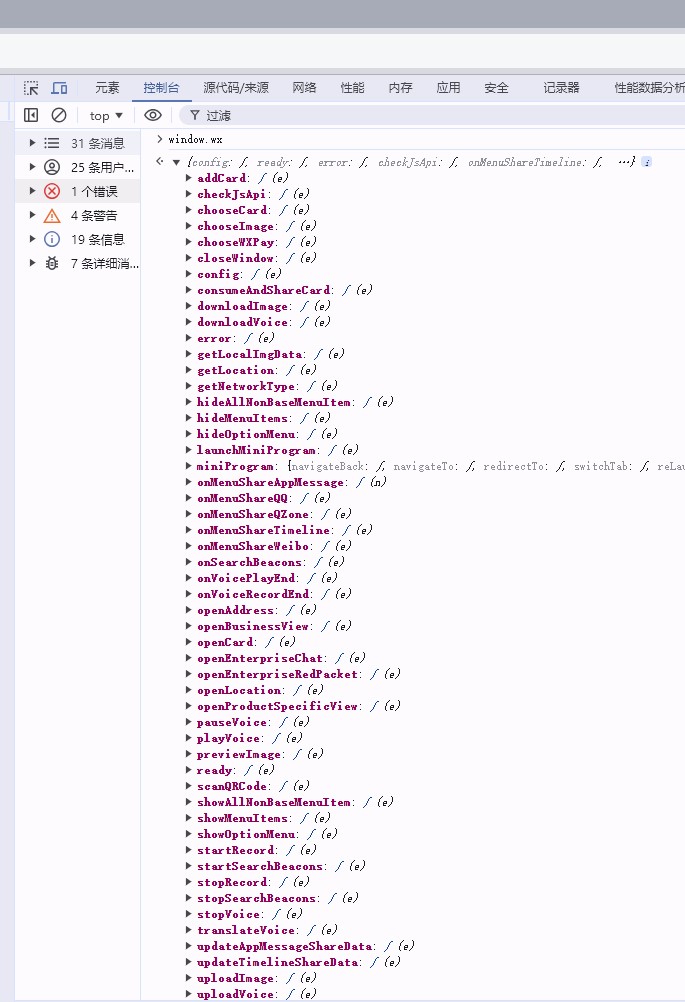 元素 控制台 源代码/来源 网络 性能 内存 应用 安全 记录器 性能数据分析
top 过滤
31 条消息
25 条用户...
1 个错误
4 条警告
19 条信息
7 条详细消...
window.wx
{config: ƒ, ready: ƒ, error: ƒ, checkJsApi: ƒ, onMenuShareTimeline: ƒ, …}
addCard: ƒ (e)
checkJsApi: ƒ (e)
chooseCard: ƒ (e)
chooseImage: ƒ (e)
chooseWXPay: ƒ (e)
closeWindow: ƒ (e)
config: ƒ (e)
consumeAndShareCard: ƒ (e)
downloadImage: ƒ (e)
downloadVoice: ƒ (e)
error: ƒ (e)
getLocalImgData: ƒ (e)
getLocation: ƒ (e)
getNetworkType: ƒ (e)
hideAllNonBaseMenuItem: ƒ (e)
hideMenuItems: ƒ (e)
hideOptionMenu: ƒ (e)
launchMiniProgram: ƒ (e)
miniProgram: {navigateBack: ƒ, navigateTo: ƒ, redirectTo: ƒ, switchTab: ƒ, reLau
onMenuShareAppMessage: ƒ (n)
onMenuShareQQ: ƒ (e)
onMenuShareQZone: ƒ (e)
onMenuShareTimeline: ƒ (e)
onMenuShareWeibo: ƒ (e)
onSearchBeacons: ƒ (e)
onVoicePlayEnd: ƒ (e)
onVoiceRecordEnd: ƒ (e)
openAddress: ƒ (e)
openBusinessView: ƒ (e)
openCard: ƒ (e)
openEnterpriseChat: ƒ (e)
openEnterpriseRedPacket: ƒ (e)
openLocation: ƒ (e)
openProductSpecificView: ƒ (e)
pauseVoice: ƒ (e)
playVoice: ƒ (e)
previewImage: ƒ (e)
ready: ƒ (e)
scanQRCode: ƒ (e)
showAllNonBaseMenuItem: ƒ (e)
showMenuItems: ƒ (e)
showOptionMenu: ƒ (e)
startRecord: ƒ (e)
startSearchBeacons: ƒ (e)
stopRecord: ƒ (e)
stopSearchBeacons: ƒ (e)
stopVoice: ƒ (e)
translateVoice: ƒ (e)
updateAppMessageShareData: ƒ (e)
updateTimelineShareData: ƒ (e)
uploadImage: ƒ (e)
uploadVoice: ƒ (e)